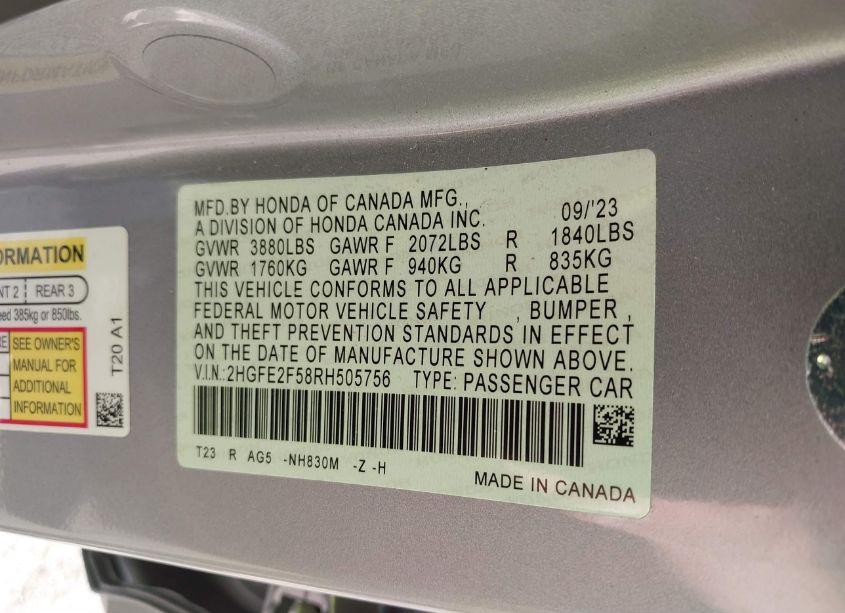 MFD.BY HONDA OF CANADA MFG.,
A DIVISION OF HONDA CANADA INC. 09/'23
GVWR 3880LBS GAWR F 2072LBS R 1840LBS
GVWR 1760KG GAWR F 940KG R 835KG
THIS VEHICLE CONFORMS TO ALL APPLICABLE
FEDERAL MOTOR VEHICLE SAFETY , BUMPER ,
AND THEFT PREVENTION STANDARDS IN EFFECT
ON THE DATE OF MANUFACTURE SHOWN ABOVE.
V.I.N.:2HGFE2F58RH505756 TYPE: PASSENGER CAR
T23 R AG5 -NH830M -Z -H
MADE IN CANADA
ORMATION
NT 2 REAR 3
eed 385kg or 850lbs.
RE SEE OWNER'S
MANUAL FOR
ADDITIONAL
INFORMATION
T20 A1